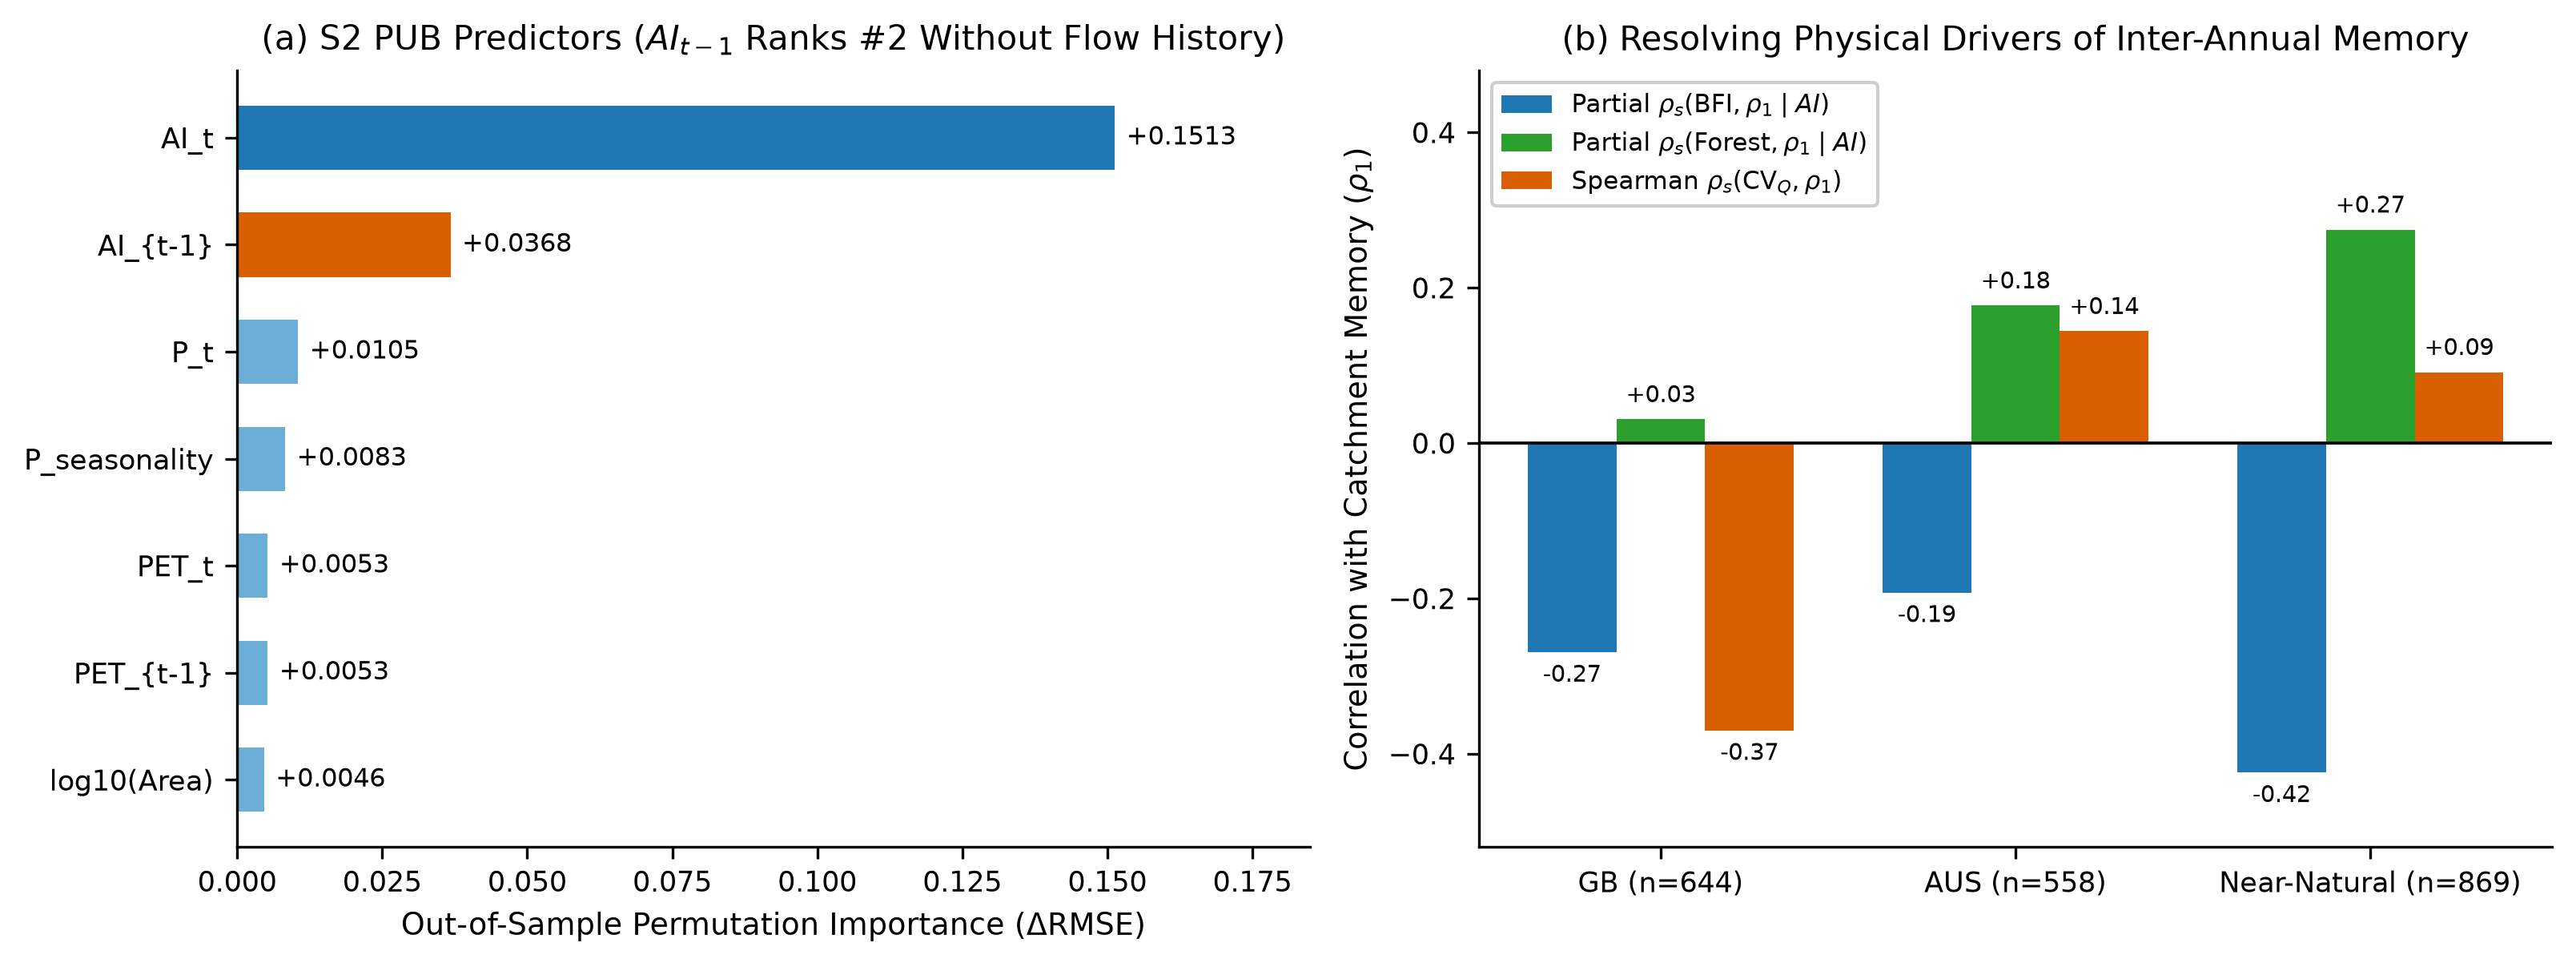 (a) S2 PUB Predictors (AI_{t−1} Ranks #2 Without Flow History)
AI_t
+0.1513
AI_{t-1}
+0.0368
P_t
+0.0105
P_seasonality
+0.0083
PET_t
+0.0053
PET_{t-1}
+0.0053
log10(Area)
+0.0046
0.000 0.025 0.050 0.075 0.100 0.125 0.150 0.175
Out-of-Sample Permutation Importance (ΔRMSE)
(b) Resolving Physical Drivers of Inter-Annual Memory
Correlation with Catchment Memory (ρ₁)
0.4
0.2
0.0
−0.2
−0.4
Partial ρₛ(BFI, ρ₁ | AI)
Partial ρₛ(Forest, ρ₁ | AI)
Spearman ρₛ(CV_Q, ρ₁)
-0.27
+0.03
-0.37
-0.19
+0.18
+0.14
-0.42
+0.27
+0.09
GB (n=644)
AUS (n=558)
Near-Natural (n=869)